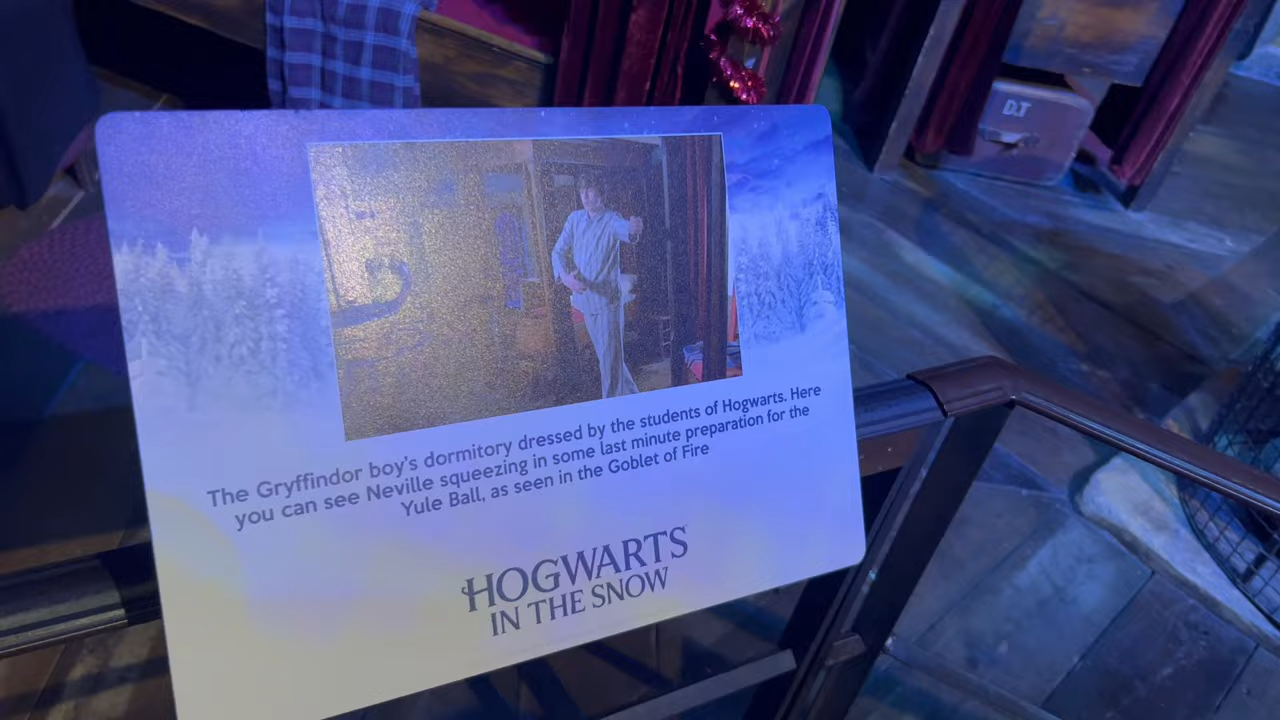 D.T
The Gryffindor boy's dormitory dressed by the students of Hogwarts. Here
you can see Neville squeezing in some last minute preparation for the
Yule Ball, as seen in the Goblet of Fire
HOGWARTS
IN THE SNOW